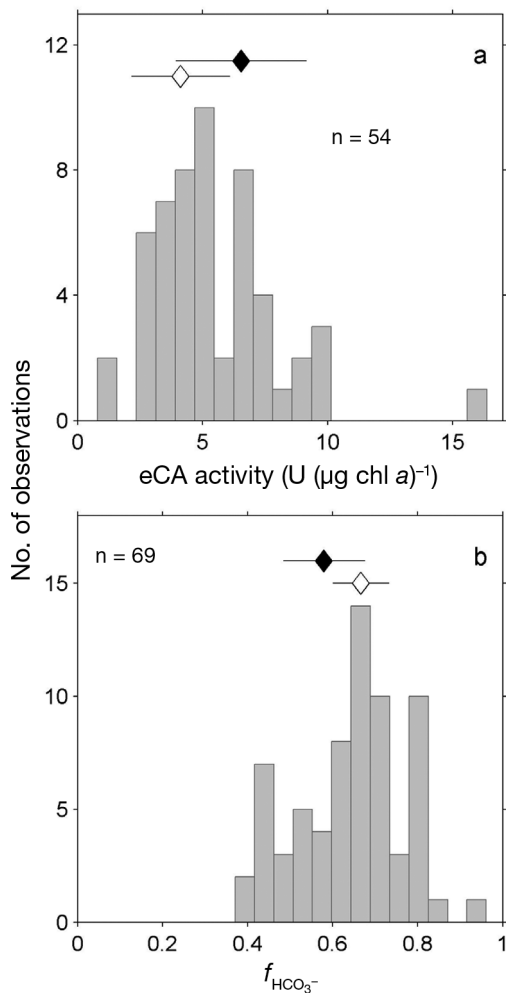 12
a
n = 54
8
4
0
0 5 10 15
eCA activity (U (μg chl a)⁻¹)
No. of observations
n = 69
b
15
10
5
0
0 0.2 0.4 0.6 0.8 1
fHCO₃⁻